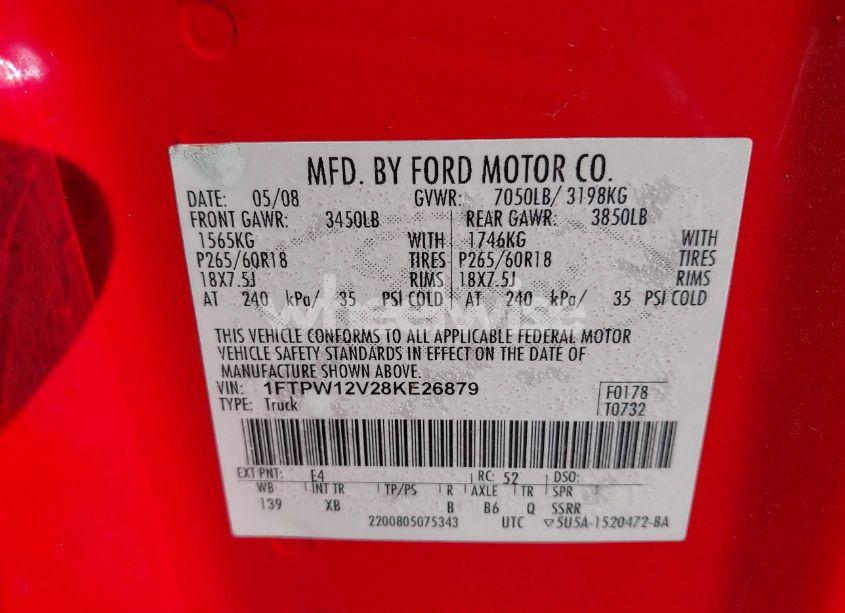 MFD. BY FORD MOTOR CO.
DATE: 05/08 GVWR: 7050LB/ 3198KG
FRONT GAWR: 3450LB REAR GAWR: 3850LB
1565KG WITH 1746KG WITH
P265/60R18 TIRES P265/60R18 TIRES
18X7.5J RIMS 18X7.5J RIMS
AT 240 kPa/ 35 PSI COLD AT 240 kPa/ 35 PSI COLD
THIS VEHICLE CONFORMS TO ALL APPLICABLE FEDERAL MOTOR
VEHICLE SAFETY STANDARDS IN EFFECT ON THE DATE OF
MANUFACTURE SHOWN ABOVE.
VIN: 1FTPW12V28KE26879 F0178
TYPE: Truck T0732
EXT PNT: E4 RC: 52 DSO:
WB INT TR TP/PS R AXLE TR SPR
139 XB B B6 Q SSRR
2200805075343 UTC ▽5U5A-1520472-BA